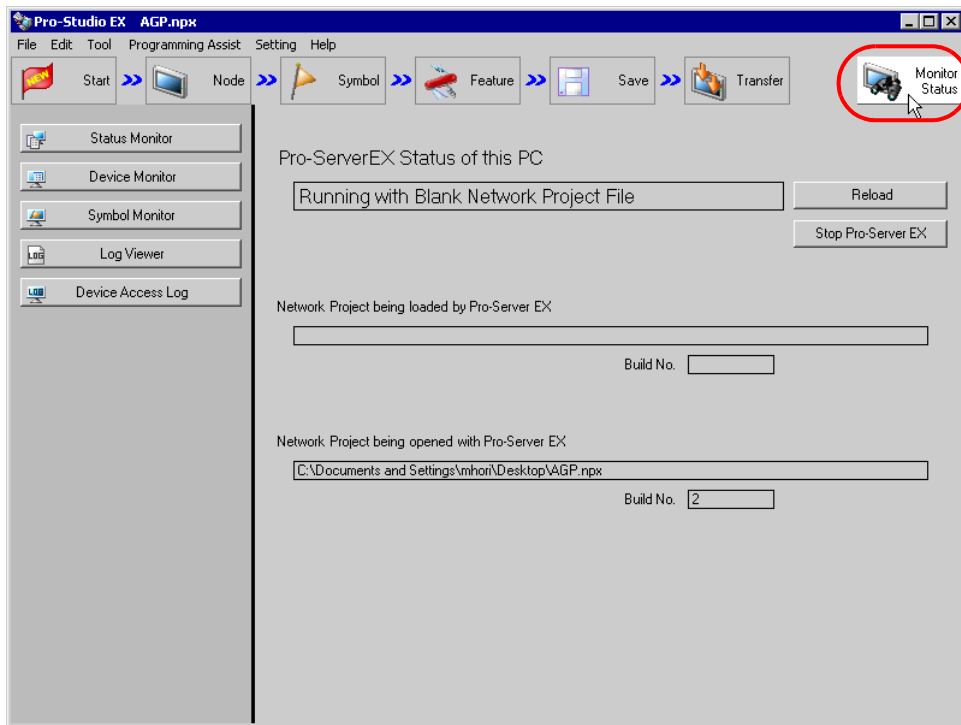 Pro-Studio EX AGP.npx
File Edit Tool Programming Assist Setting Help
NEW Start Node Symbol Feature Save Transfer Monitor Status
Status Monitor
Device Monitor
Symbol Monitor
LOG Log Viewer
LOG Device Access Log
Pro-ServerEX Status of this PC
Running with Blank Network Project File
Reload
Stop Pro-Server EX
Network Project being loaded by Pro-Server EX
Build No.
Network Project being opened with Pro-Server EX
C:\Documents and Settings\mhori\Desktop\AGP.npx
Build No. 2